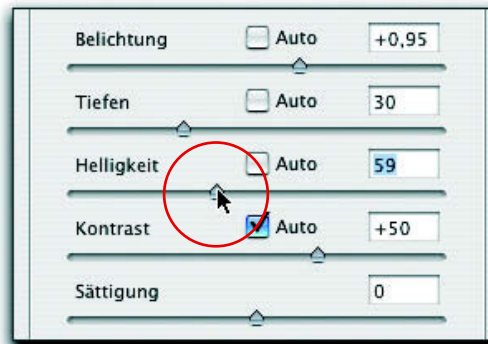 Belichtung Auto +0,95
Tiefen Auto 30
Helligkeit Auto 59
Kontrast Auto +50
Sättigung 0